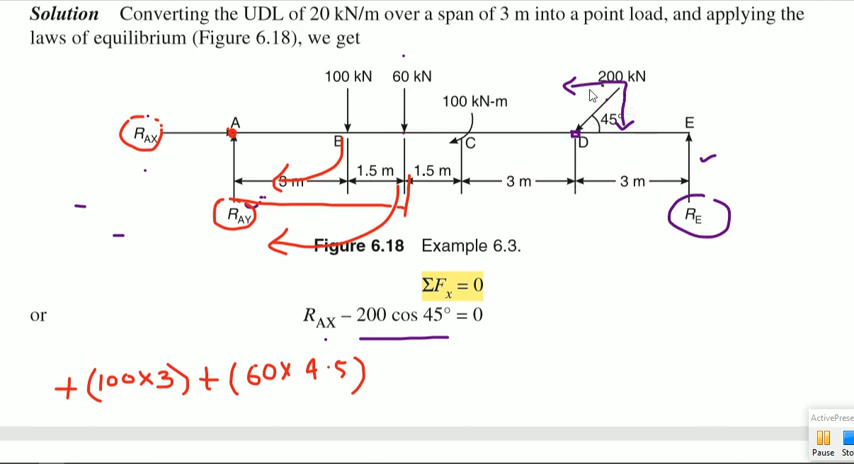 Solution Converting the UDL of 20 kN/m over a span of 3 m into a point load, and applying the
laws of equilibrium (Figure 6.18), we get
100 kN 60 kN 200 kN
100 kN-m
R_AX A B C D 45° E
3 m 1.5 m 1.5 m 3 m 3 m
R_AY R_E
Figure 6.18 Example 6.3.
ΣF_x = 0
or R_AX − 200 cos 45° = 0
+(100×3)+(60×4.5)
ActivePrese
Pause Sto